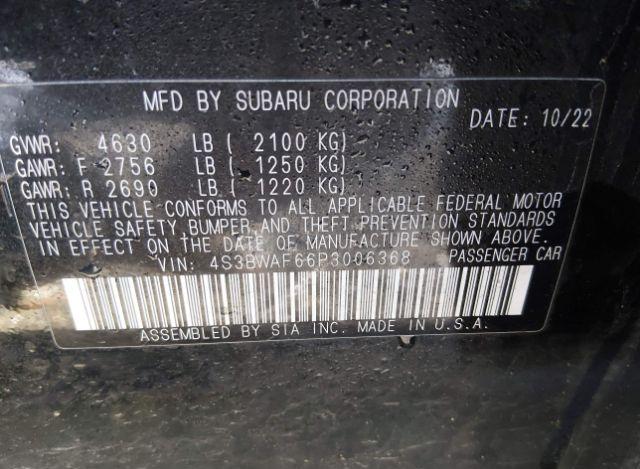 MFD BY SUBARU CORPORATION
DATE: 10/22
GVWR: 4630 LB ( 2100 KG)
GAWR: F 2756 LB ( 1250 KG)
GAWR: R 2690 LB ( 1220 KG)
THIS VEHICLE CONFORMS TO ALL APPLICABLE FEDERAL MOTOR
VEHICLE SAFETY, BUMPER AND THEFT PREVENTION STANDARDS
IN EFFECT ON THE DATE OF MANUFACTURE SHOWN ABOVE.
VIN: 4S3BWAF66P3006368 PASSENGER CAR
ASSEMBLED BY SIA INC. MADE IN U.S.A.